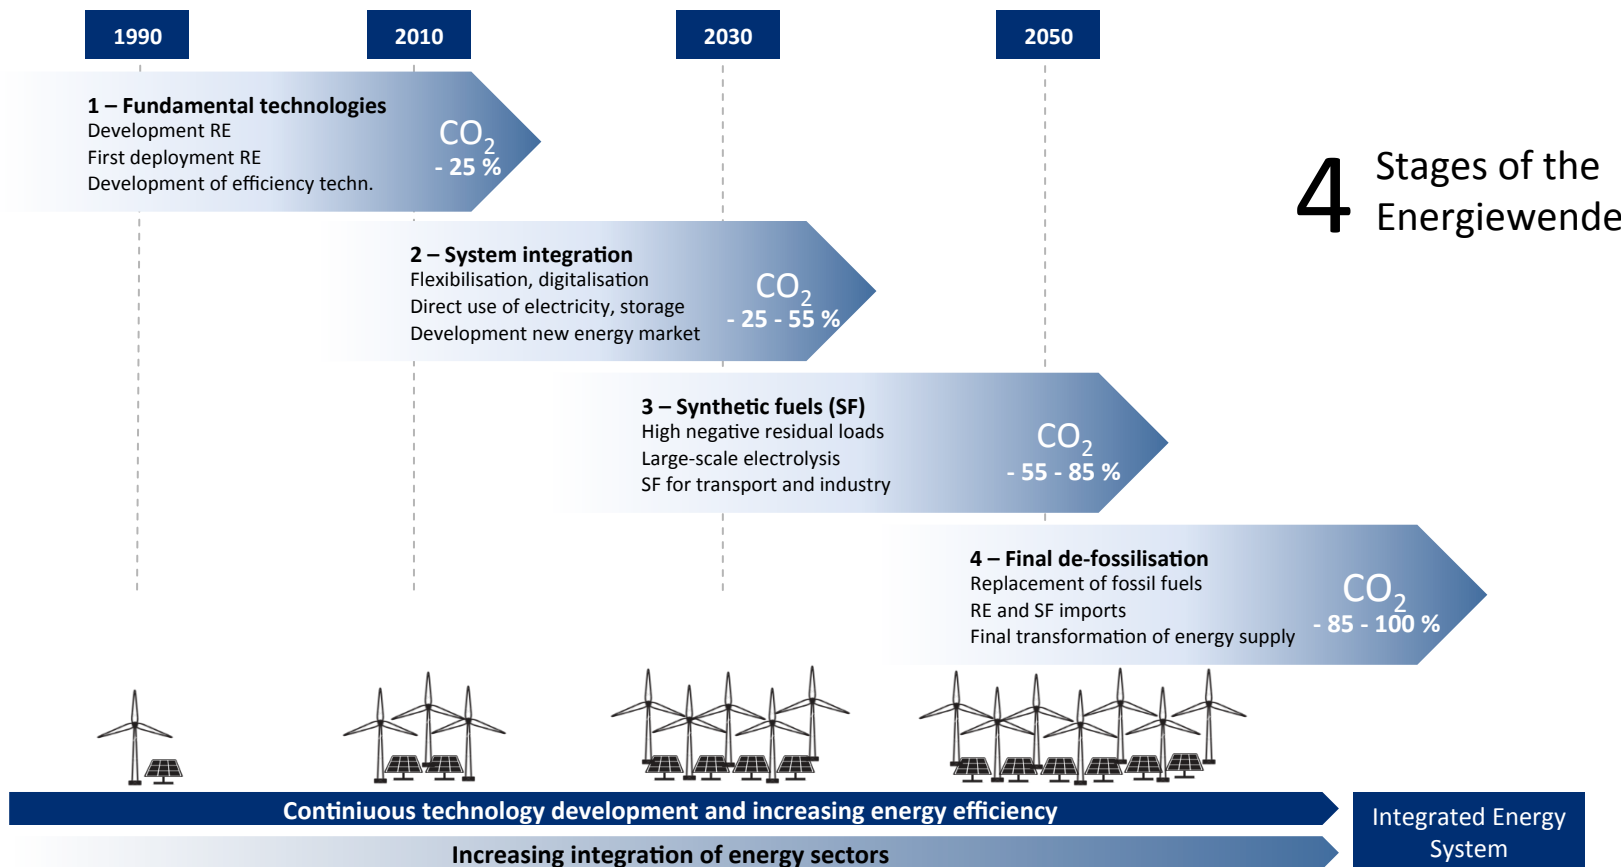 1990
2010
2030
2050
1 – Fundamental technologies
Development RE
First deployment RE
Development of efficiency techn.
CO₂
- 25 %
4 Stages of the
Energiewende
2 – System integration
Flexibilisation, digitalisation
Direct use of electricity, storage
Development new energy market
CO₂
- 25 - 55 %
3 – Synthetic fuels (SF)
High negative residual loads
Large-scale electrolysis
SF for transport and industry
CO₂
- 55 - 85 %
4 – Final de-fossilisation
Replacement of fossil fuels
RE and SF imports
Final transformation of energy supply
CO₂
- 85 - 100 %
Continiuous technology development and increasing energy efficiency
Increasing integration of energy sectors
Integrated Energy
System